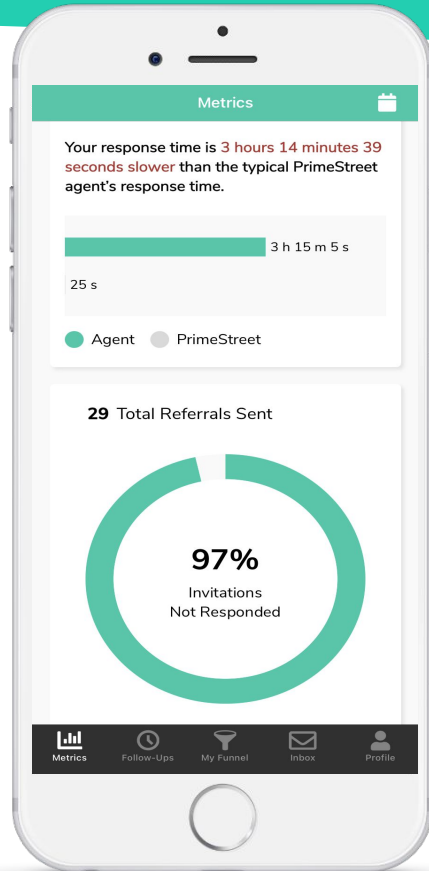 Metrics
Your response time is 3 hours 14 minutes 39
seconds slower than the typical PrimeStreet
agent's response time.
3 h 15 m 5 s
25 s
Agent PrimeStreet
29 Total Referrals Sent
97%
Invitations
Not Responded
Metrics Follow-Ups My Funnel Inbox Profile